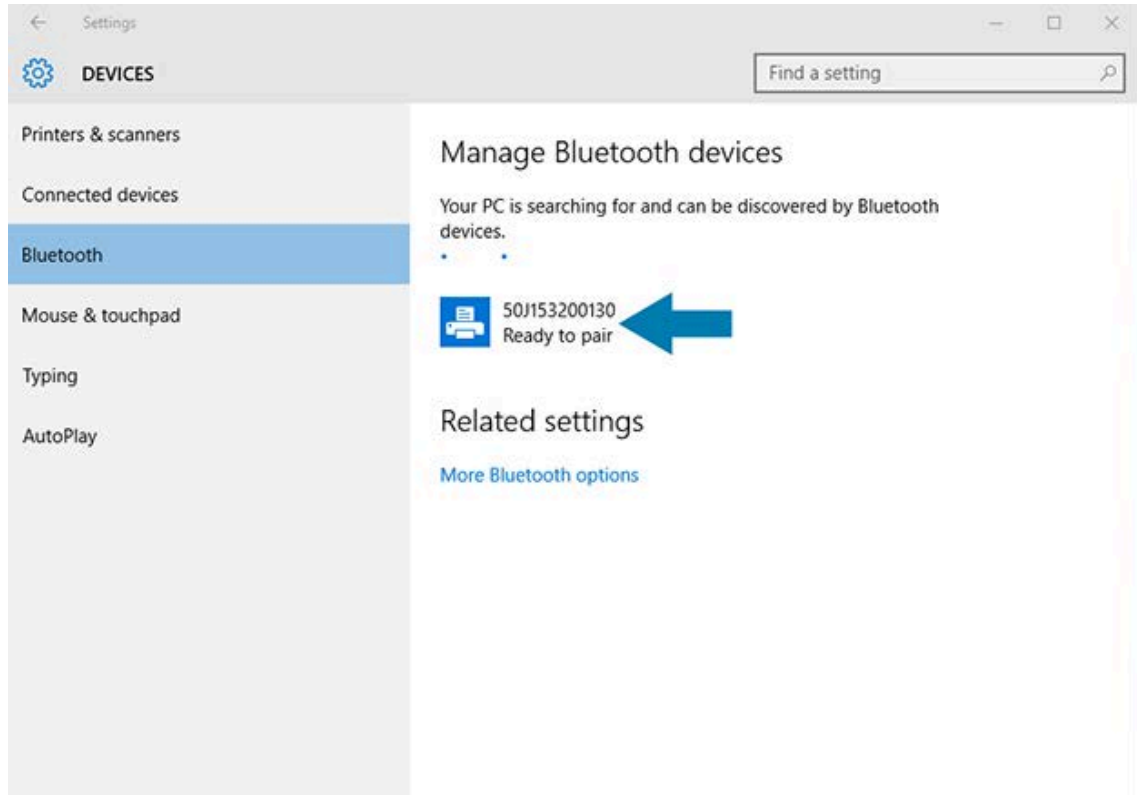 Settings
DEVICES
Find a setting
Printers & scanners
Connected devices
Bluetooth
Mouse & touchpad
Typing
AutoPlay
Manage Bluetooth devices
Your PC is searching for and can be discovered by Bluetooth
devices.
50J153200130
Ready to pair
Related settings
More Bluetooth options